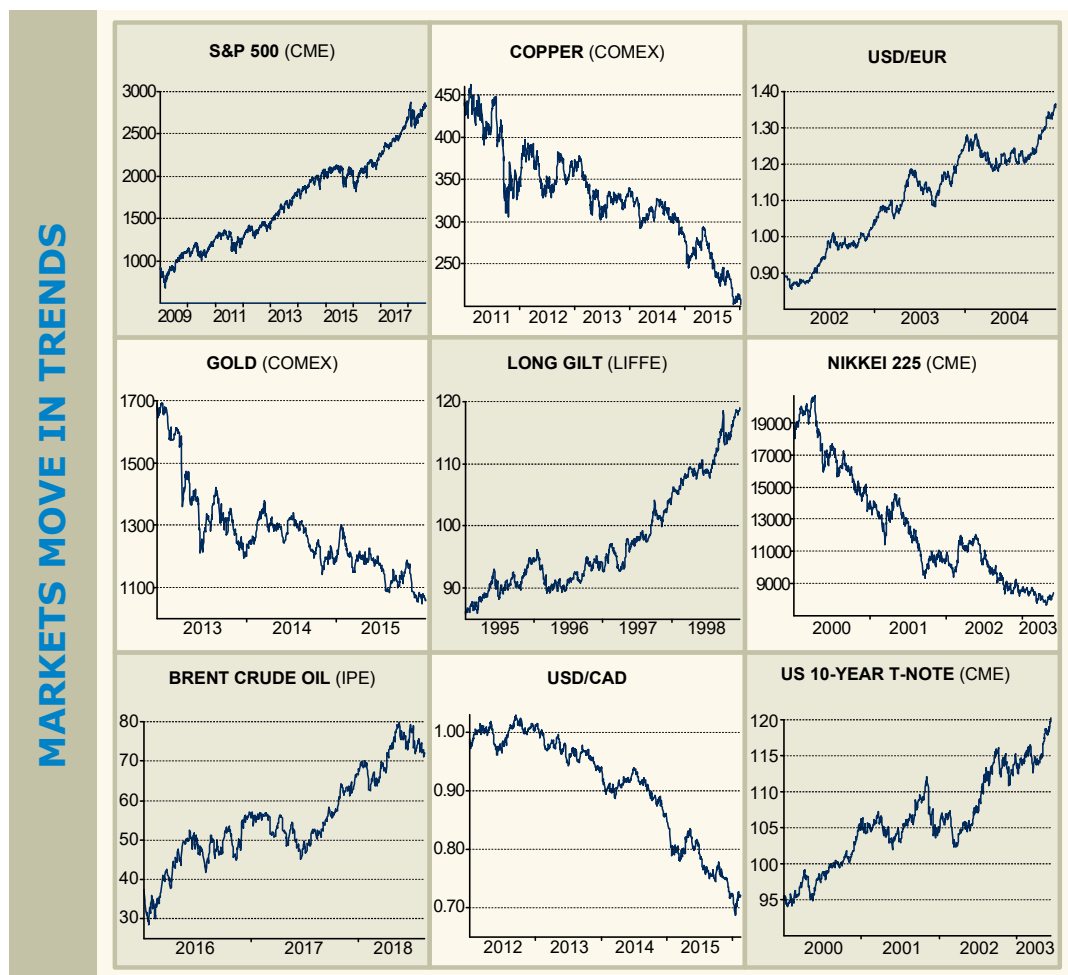 MARKETS MOVE IN TRENDS
S&P 500 (CME)
3000
2500
2000
1500
1000
2009 2011 2013 2015 2017
COPPER (COMEX)
450
400
350
300
250
2011 2012 2013 2014 2015
USD/EUR
1.40
1.30
1.20
1.10
1.00
0.90
2002 2003 2004
GOLD (COMEX)
1700
1500
1300
1100
2013 2014 2015
LONG GILT (LIFFE)
120
110
100
90
1995 1996 1997 1998
NIKKEI 225 (CME)
19000
17000
15000
13000
11000
9000
2000 2001 2002 2003
BRENT CRUDE OIL (IPE)
80
70
60
50
40
30
2016 2017 2018
USD/CAD
1.00
0.90
0.80
0.70
2012 2013 2014 2015
US 10-YEAR T-NOTE (CME)
120
115
110
105
100
95
2000 2001 2002 2003